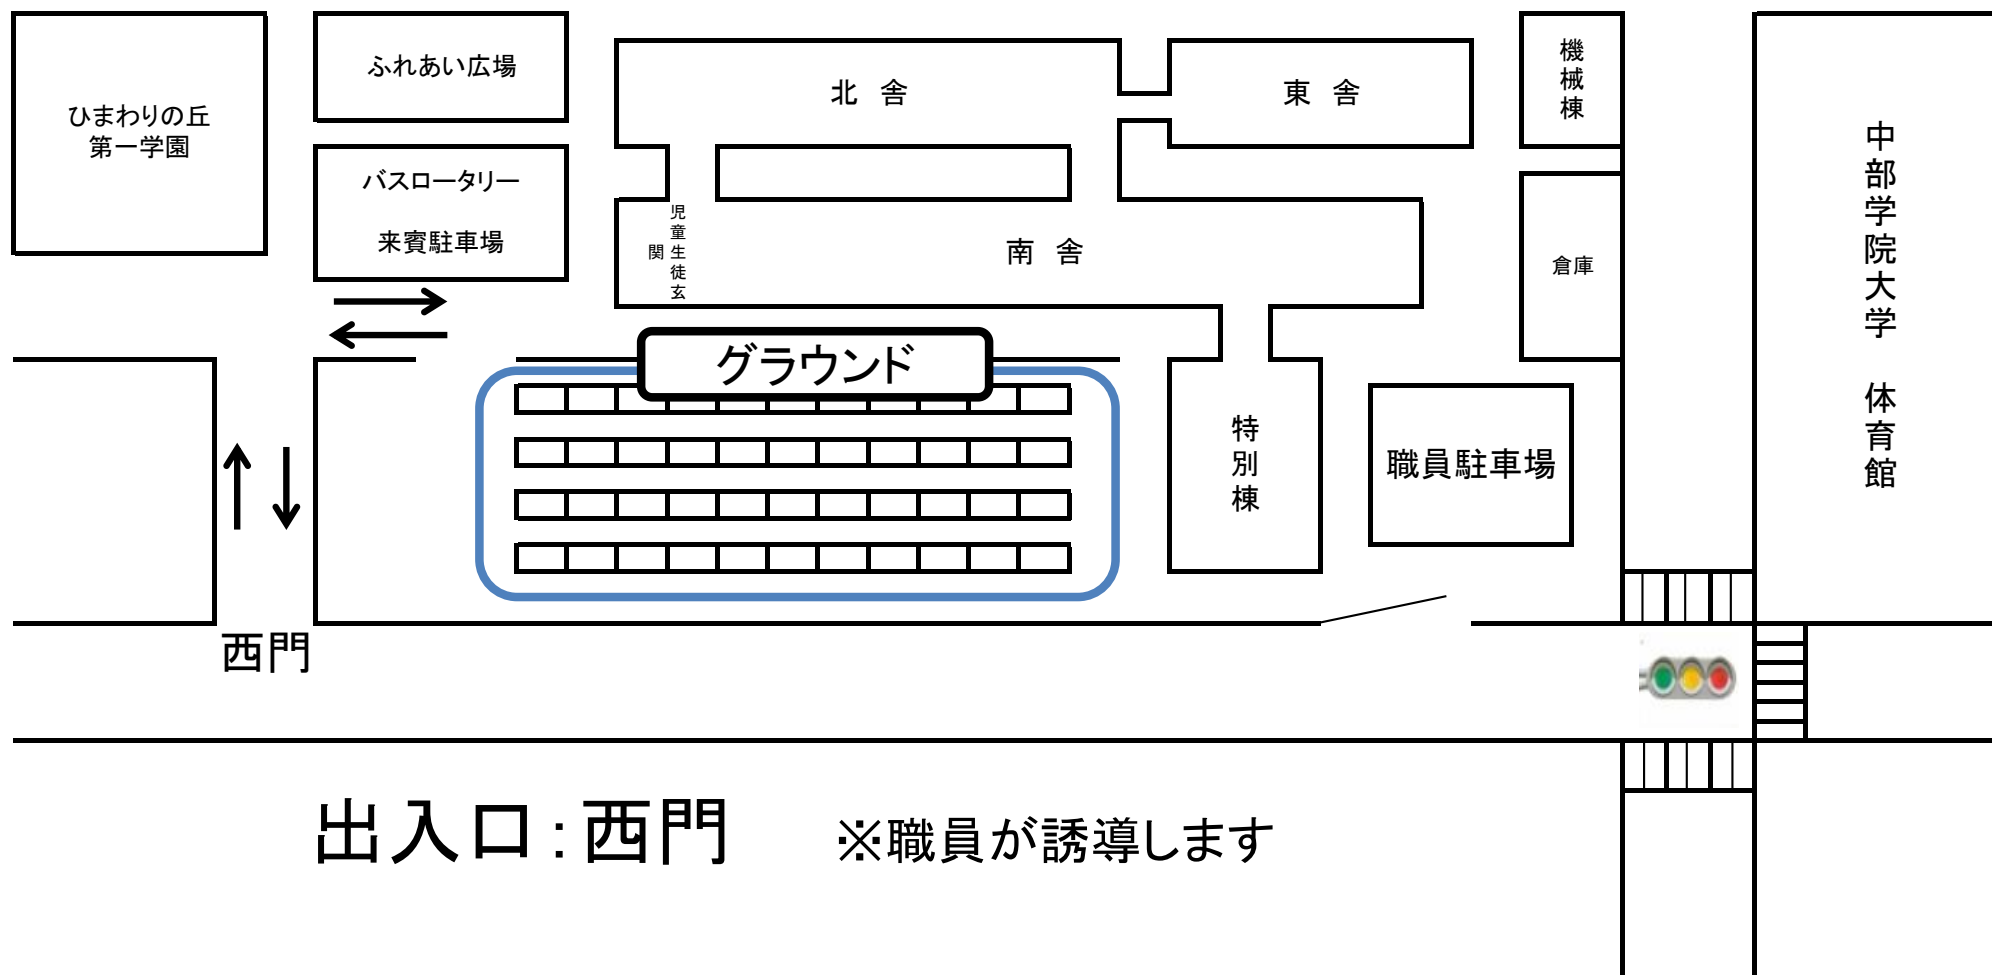 ひまわりの丘
第一学園
ふれあい広場
バスロータリー
来賓駐車場
北 舎
東 舎
機械棟
児童生徒玄
関
南 舎
倉庫
中部学院大学 体育館
グラウンド
特別棟
職員駐車場
西門
出入口：西門 ※職員が誘導します